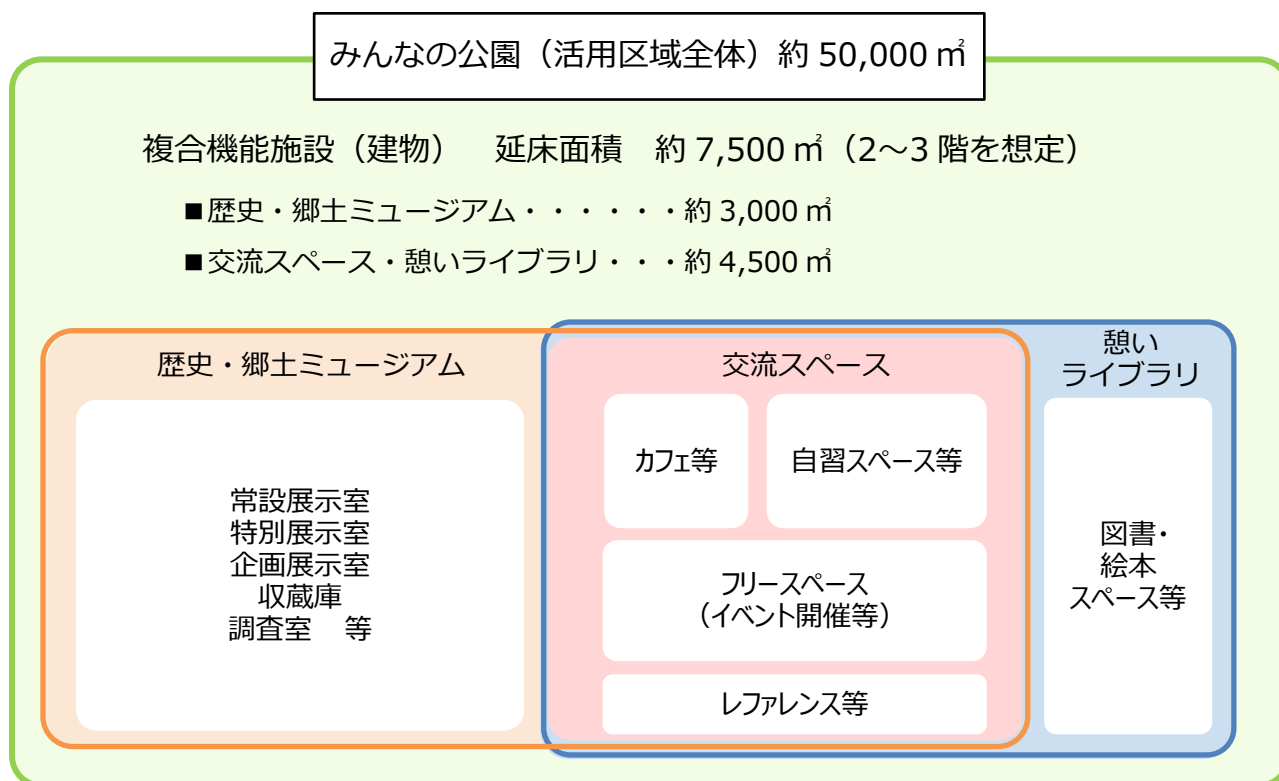 みんなの公園（活用区域全体）約 50,000 ㎡
複合機能施設（建物）　延床面積　約 7,500 ㎡（2～3 階を想定）
■歴史・郷土ミュージアム・・・・・・約 3,000 ㎡
■交流スペース・憩いライブラリ・・・約 4,500 ㎡
歴史・郷土ミュージアム
常設展示室
特別展示室
企画展示室
収蔵庫
調査室　等
交流スペース
カフェ等
自習スペース等
フリースペース
（イベント開催等）
レファレンス等
憩い
ライブラリ
図書・
絵本
スペース等